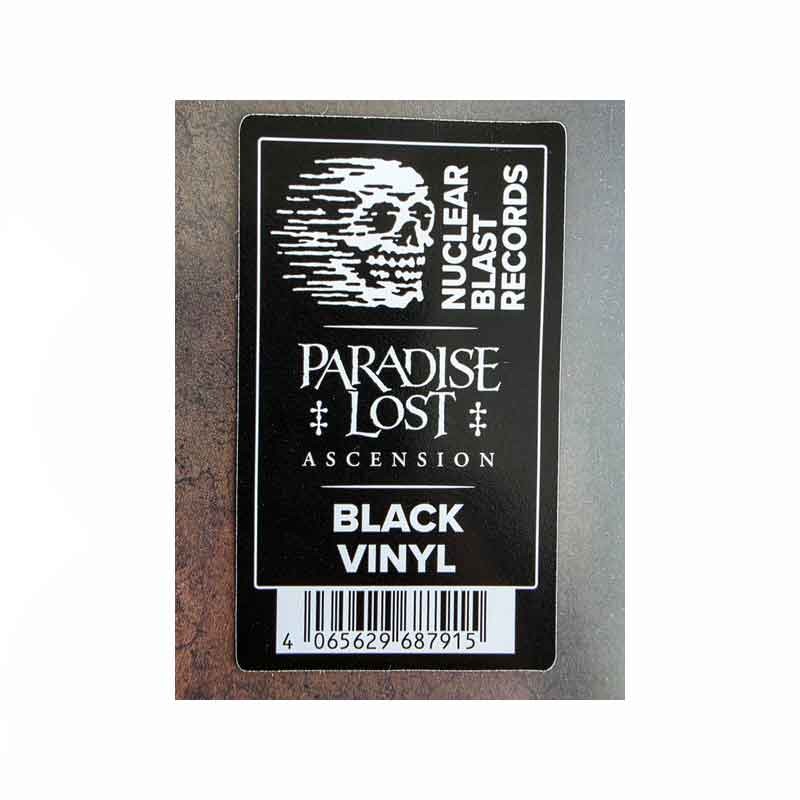 NUCLEAR
BLAST
RECORDS
PARADISE
‡ LOST ‡
ASCENSION
BLACK
VINYL
4 065629 687915